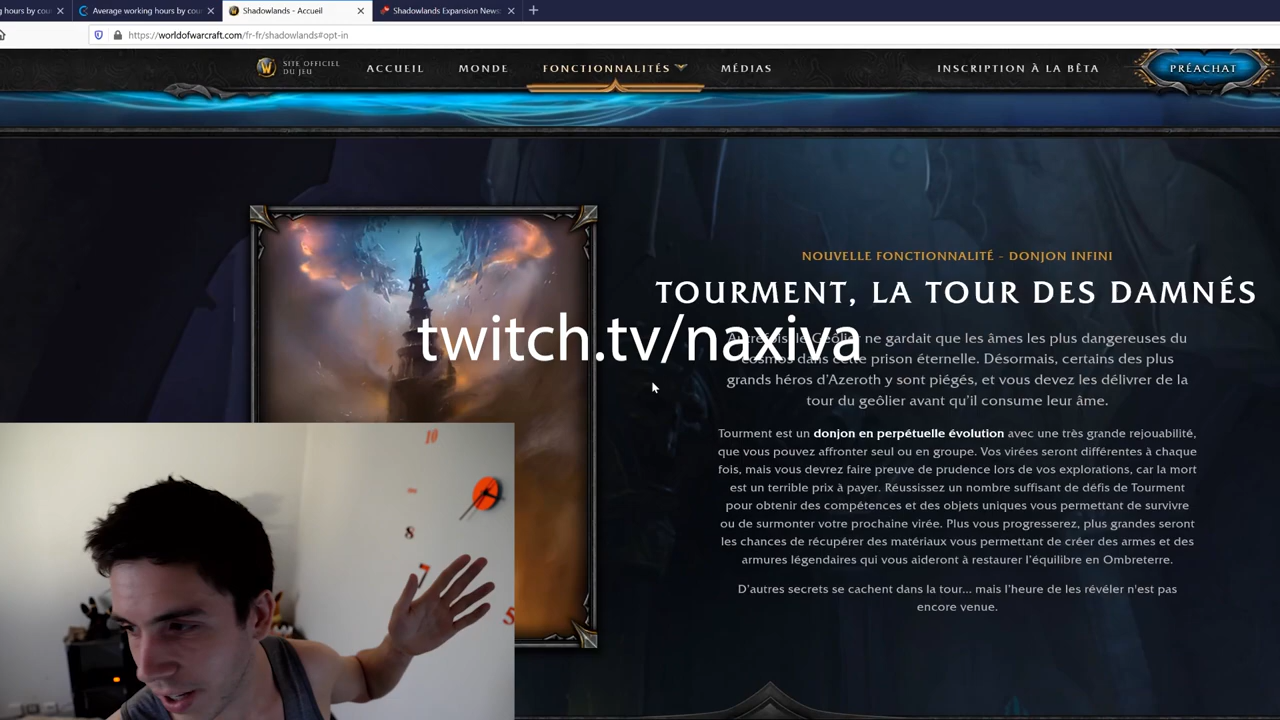 g hours by cou
Average working hours by cou
Shadowlands - Accueil
Shadowlands Expansion News:
https://worldofwarcraft.com/fr-fr/shadowlands#opt-in
SITE OFFICIEL
DU JEU
ACCUEIL
MONDE
FONCTIONNALITÉS
MÉDIAS
INSCRIPTION À LA BÊTA
PRÉACHAT
NOUVELLE FONCTIONNALITÉ - DONJON INFINI
TOURMENT, LA TOUR DES DAMNÉS
twitch.tv/naxiva
Autrefois, le Geôlier ne gardait que les âmes les plus dangereuses du
cosmos dans cette prison éternelle. Désormais, certains des plus
grands héros d'Azeroth y sont piégés, et vous devez les délivrer de la
tour du geôlier avant qu'il consume leur âme.
Tourment est un donjon en perpétuelle évolution avec une très grande rejouabilité,
que vous pouvez affronter seul ou en groupe. Vos virées seront différentes à chaque
fois, mais vous devrez faire preuve de prudence lors de vos explorations, car la mort
est un terrible prix à payer. Réussissez un nombre suffisant de défis de Tourment
pour obtenir des compétences et des objets uniques vous permettant de survivre
ou de surmonter votre prochaine virée. Plus vous progresserez, plus grandes seront
les chances de récupérer des matériaux vous permettant de créer des armes et des
armures légendaires qui vous aideront à restaurer l'équilibre en Ombreterre.
D'autres secrets se cachent dans la tour... mais l'heure de les révéler n'est pas
encore venue.
10
8
7
5